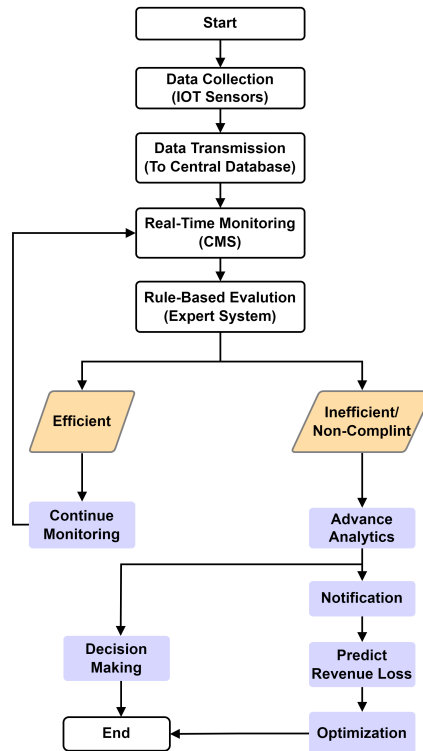 Start
Data Collection
(IOT Sensors)
Data Transmission
(To Central Database)
Real-Time Monitoring
(CMS)
Rule-Based Evalution
(Expert System)
Efficient
Inefficient/
Non-Complint
Continue
Monitoring
Advance
Analytics
Notification
Decision
Making
Predict
Revenue Loss
End
Optimization